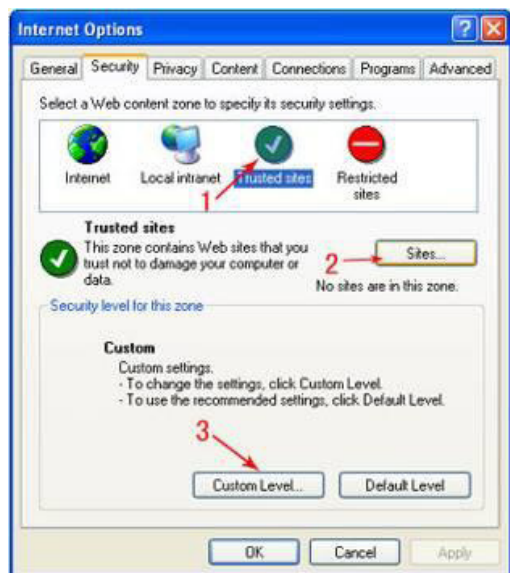 Internet Options
General Security Privacy Content Connections Programs Advanced
Select a Web content zone to specify its security settings.
Internet Local intranet Trusted sites Restricted sites
1
Trusted sites
This zone contains Web sites that you
trust not to damage your computer or
data.
2 Sites...
No sites are in this zone.
Security level for this zone
Custom
Custom settings.
- To change the settings, click Custom Level.
- To use the recommended settings, click Default Level.
3
Custom Level... Default Level
OK Cancel Apply